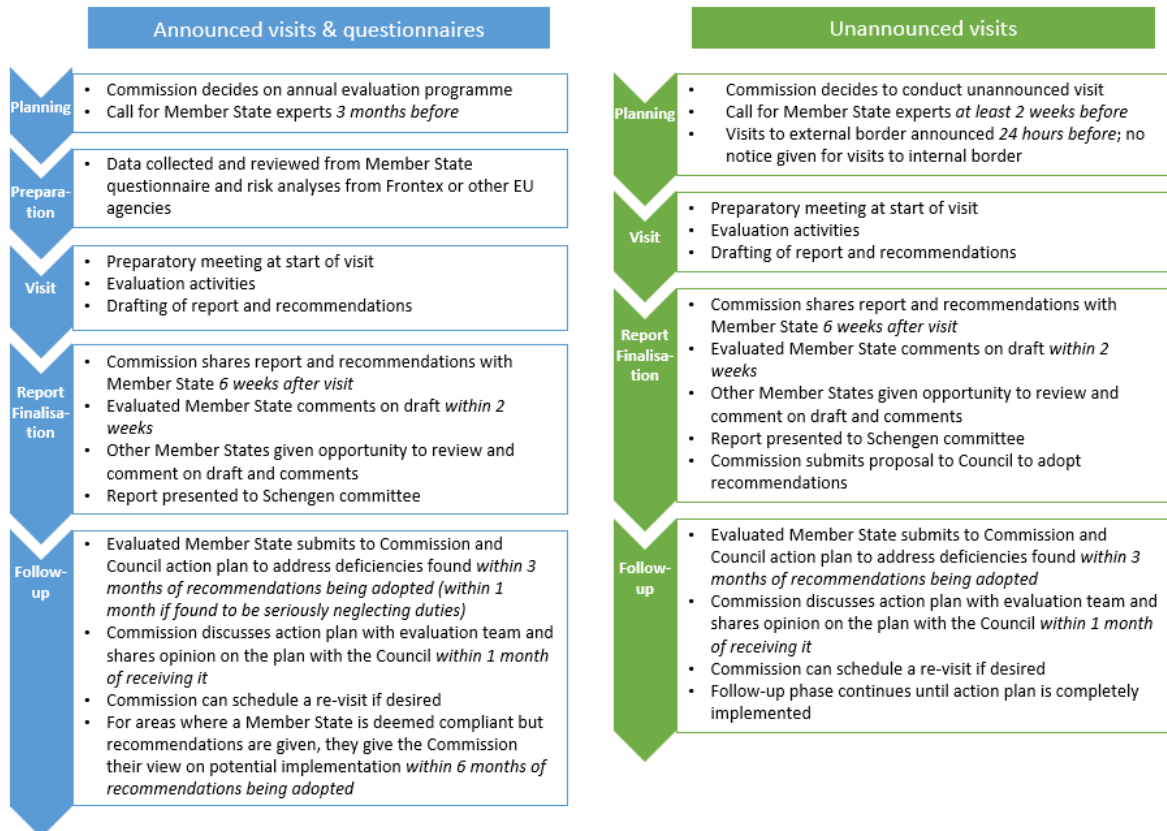 Announced visits & questionnaires
Planning
• Commission decides on annual evaluation programme
• Call for Member State experts 3 months before
Prepara-
tion
• Data collected and reviewed from Member State
questionnaire and risk analyses from Frontex or other EU
agencies
Visit
• Preparatory meeting at start of visit
• Evaluation activities
• Drafting of report and recommendations
Report
Finalisa-
tion
• Commission shares report and recommendations with
Member State 6 weeks after visit
• Evaluated Member State comments on draft within 2
weeks
• Other Member States given opportunity to review and
comment on draft and comments
• Report presented to Schengen committee
Follow-
up
• Evaluated Member State submits to Commission and
Council action plan to address deficiencies found within 3
months of recommendations being adopted (within 1
month if found to be seriously neglecting duties)
• Commission discusses action plan with evaluation team and
shares opinion on the plan with the Council within 1 month
of receiving it
• Commission can schedule a re-visit if desired
• For areas where a Member State is deemed compliant but
recommendations are given, they give the Commission
their view on potential implementation within 6 months of
recommendations being adopted
Unannounced visits
Planning
• Commission decides to conduct unannounced visit
• Call for Member State experts at least 2 weeks before
• Visits to external border announced 24 hours before; no
notice given for visits to internal border
Visit
• Preparatory meeting at start of visit
• Evaluation activities
• Drafting of report and recommendations
Report
Finalisa-
tion
• Commission shares report and recommendations with
Member State 6 weeks after visit
• Evaluated Member State comments on draft within 2
weeks
• Other Member States given opportunity to review and
comment on draft and comments
• Report presented to Schengen committee
• Commission submits proposal to Council to adopt
recommendations
Follow-
up
• Evaluated Member State submits to Commission and
Council action plan to address deficiencies found within 3
months of recommendations being adopted
• Commission discusses action plan with evaluation team and
shares opinion on the plan with the Council within 1 month
of receiving it
• Commission can schedule a re-visit if desired
• Follow-up phase continues until action plan is completely
implemented